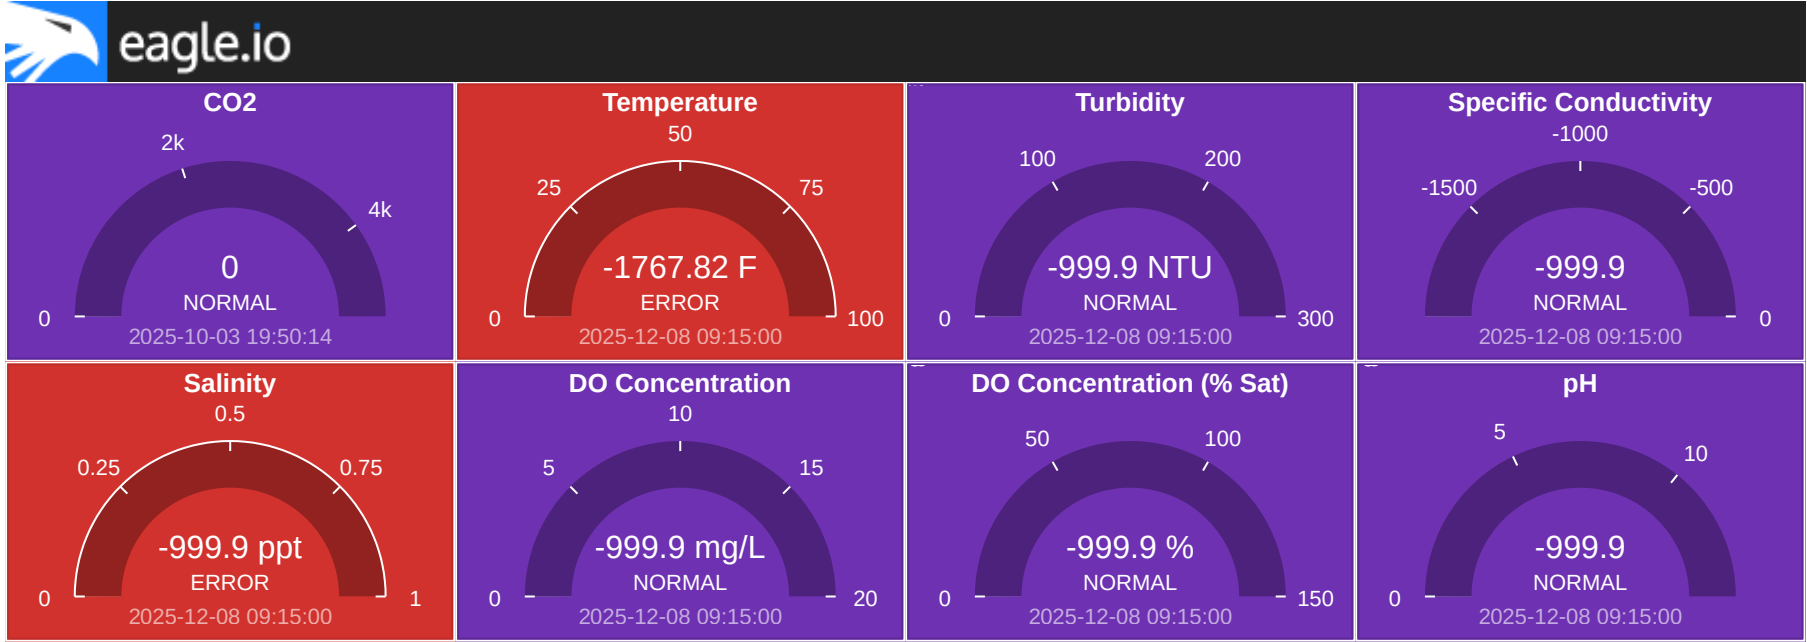 eagle.io
CO2
2k
4k
0
0
NORMAL
2025-10-03 19:50:14
Temperature
50
25
75
-1767.82 F
ERROR
0
100
2025-12-08 09:15:00
Turbidity
100
200
-999.9 NTU
NORMAL
0
300
2025-12-08 09:15:00
Specific Conductivity
-1000
-1500
-500
-999.9
NORMAL
0
2025-12-08 09:15:00
Salinity
0.5
0.25
0.75
-999.9 ppt
ERROR
0
1
2025-12-08 09:15:00
DO Concentration
10
5
15
-999.9 mg/L
NORMAL
0
20
2025-12-08 09:15:00
DO Concentration (% Sat)
50
100
-999.9 %
NORMAL
0
150
2025-12-08 09:15:00
pH
5
10
-999.9
NORMAL
0
2025-12-08 09:15:00